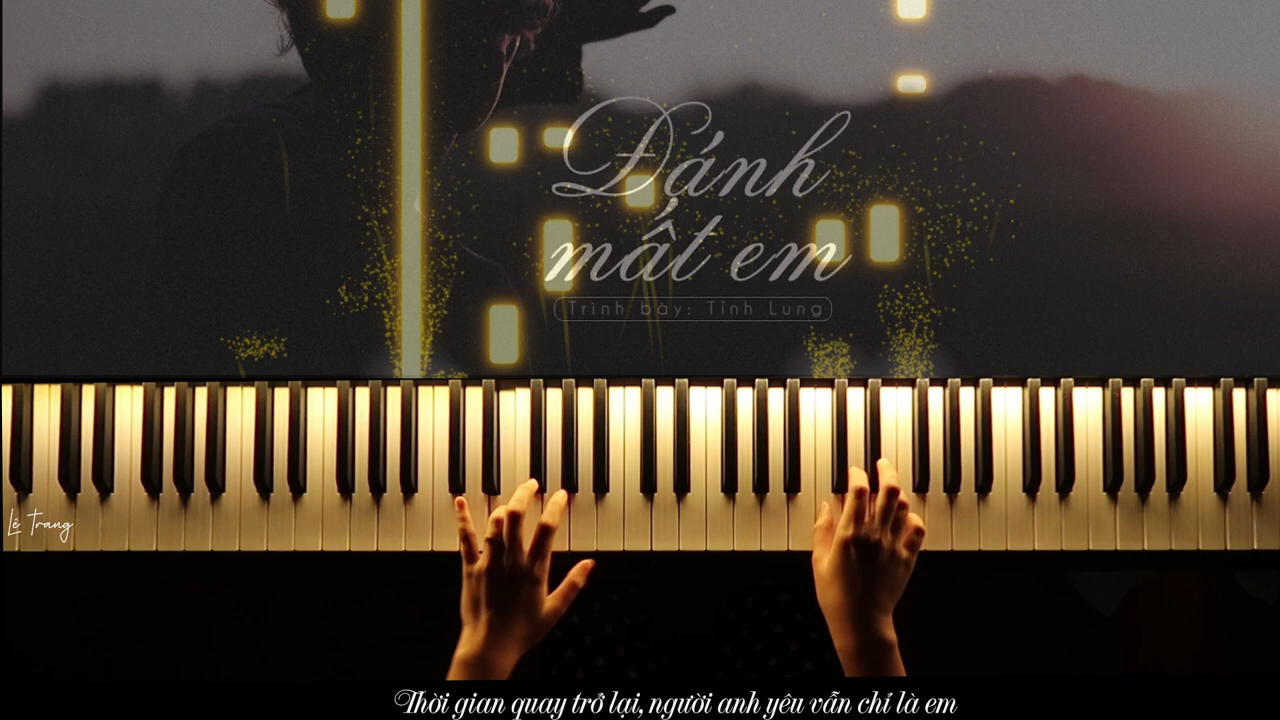 Đánh
mất em
Trình bày: Tinh Lung
Lê Trang
Thời gian quay trở lại, người anh yêu vẫn chỉ là em